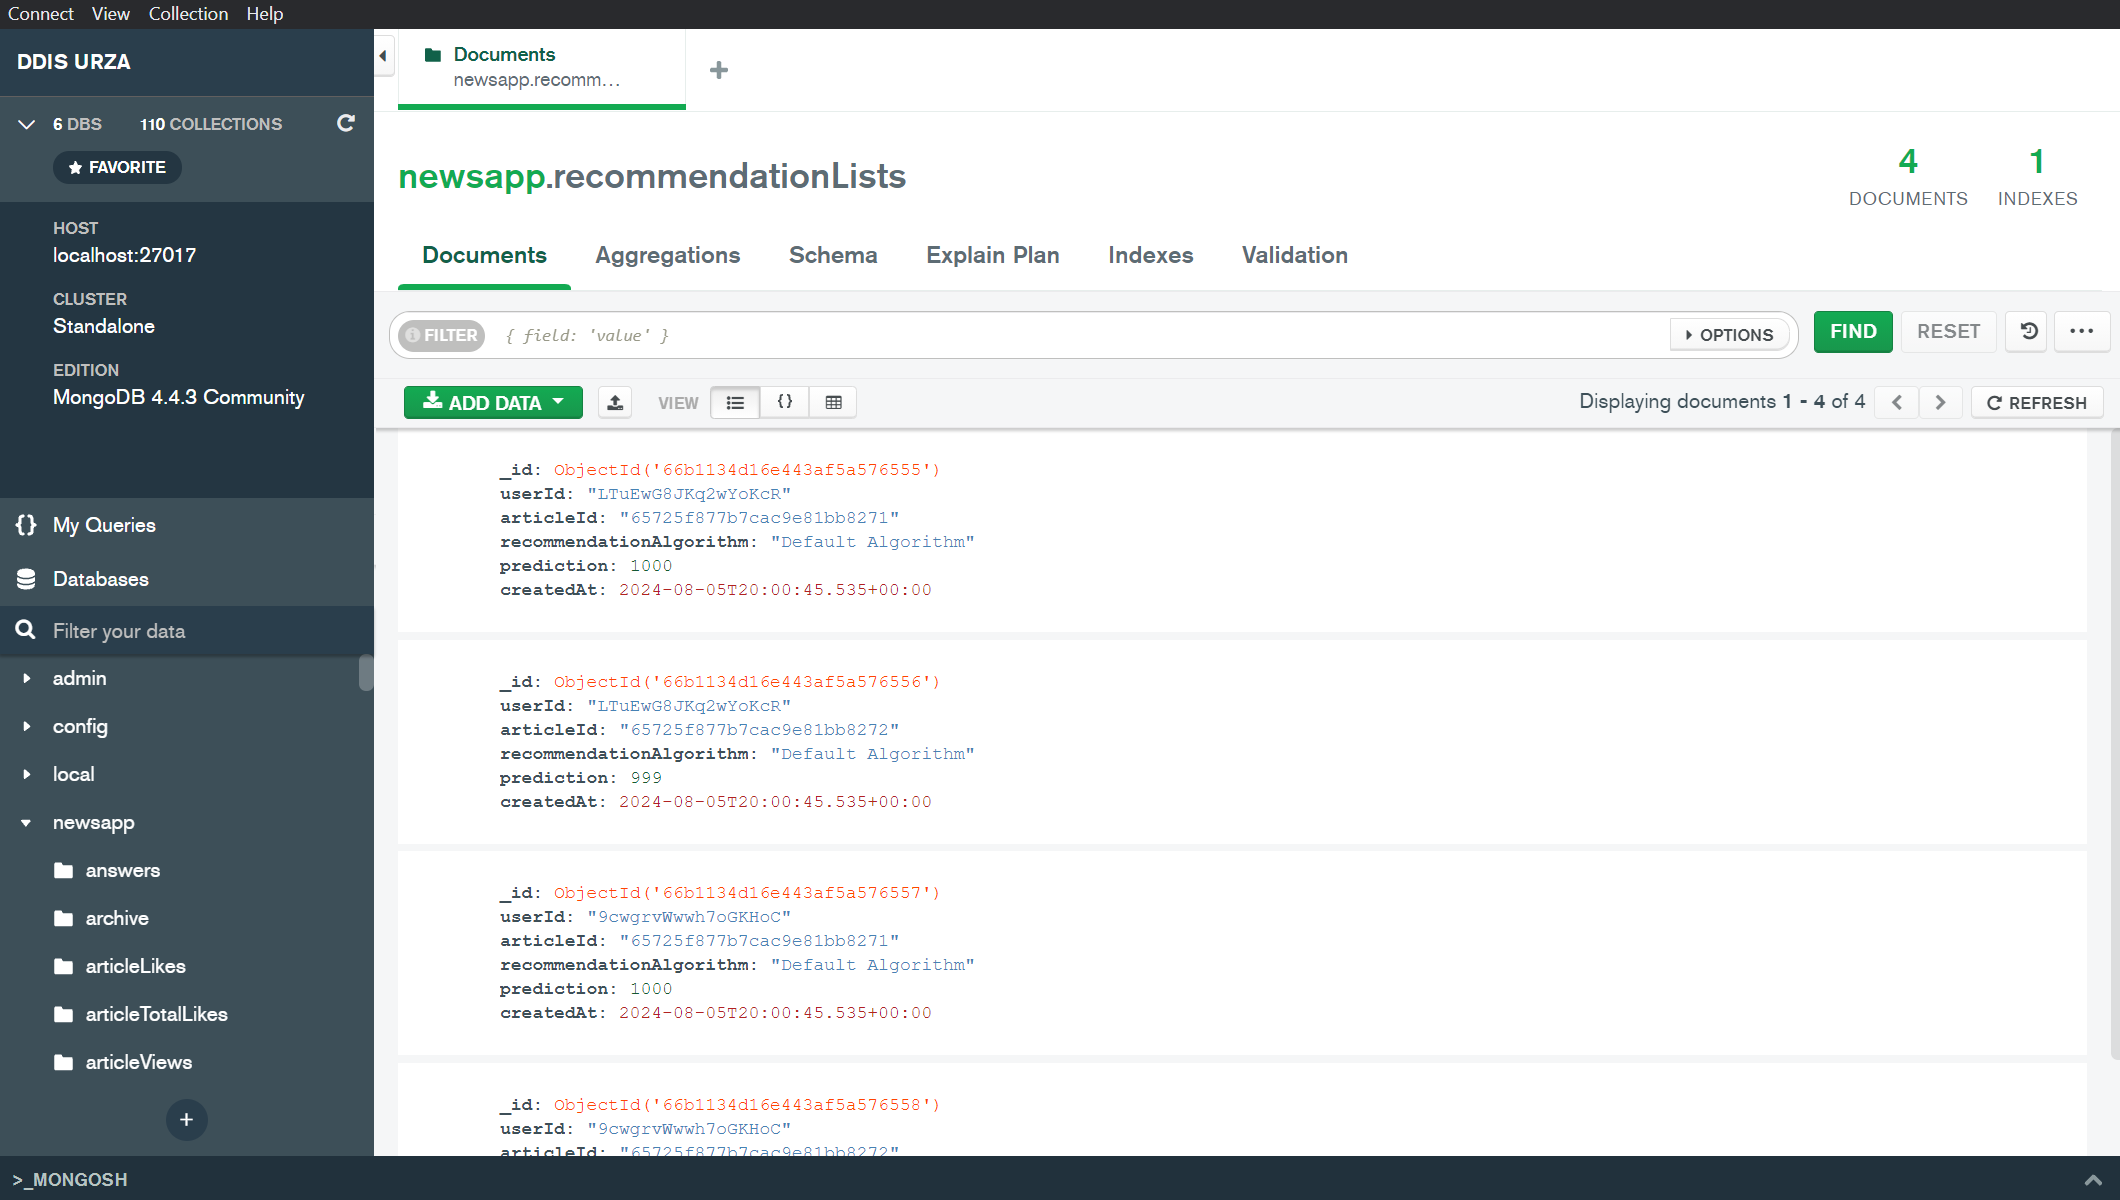 Connect View Collection Help
DDIS URZA
6 DBS 110 COLLECTIONS
FAVORITE
HOST
localhost:27017
CLUSTER
Standalone
EDITION
MongoDB 4.4.3 Community
{} My Queries
Databases
Filter your data
admin
config
local
newsapp
answers
archive
articleLikes
articleTotalLikes
articleViews
+
Documents
newsapp.recomm...
+
newsapp.recommendationLists
4
DOCUMENTS
1
INDEXES
Documents Aggregations Schema Explain Plan Indexes Validation
FILTER { field: 'value' } OPTIONS FIND RESET ...
ADD DATA VIEW {} Displaying documents 1 - 4 of 4 REFRESH
_id: ObjectId('66b1134d16e443af5a576555')
userId: "LTuEwG8JKq2wYoKcR"
articleId: "65725f877b7cac9e81bb8271"
recommendationAlgorithm: "Default Algorithm"
prediction: 1000
createdAt: 2024-08-05T20:00:45.535+00:00
_id: ObjectId('66b1134d16e443af5a576556')
userId: "LTuEwG8JKq2wYoKcR"
articleId: "65725f877b7cac9e81bb8272"
recommendationAlgorithm: "Default Algorithm"
prediction: 999
createdAt: 2024-08-05T20:00:45.535+00:00
_id: ObjectId('66b1134d16e443af5a576557')
userId: "9cwgrvWwwh7oGKHoC"
articleId: "65725f877b7cac9e81bb8271"
recommendationAlgorithm: "Default Algorithm"
prediction: 1000
createdAt: 2024-08-05T20:00:45.535+00:00
_id: ObjectId('66b1134d16e443af5a576558')
userId: "9cwgrvWwwh7oGKHoC"
articleId: "65725f877b7cac9e81bb8272"
>_MONGOSH